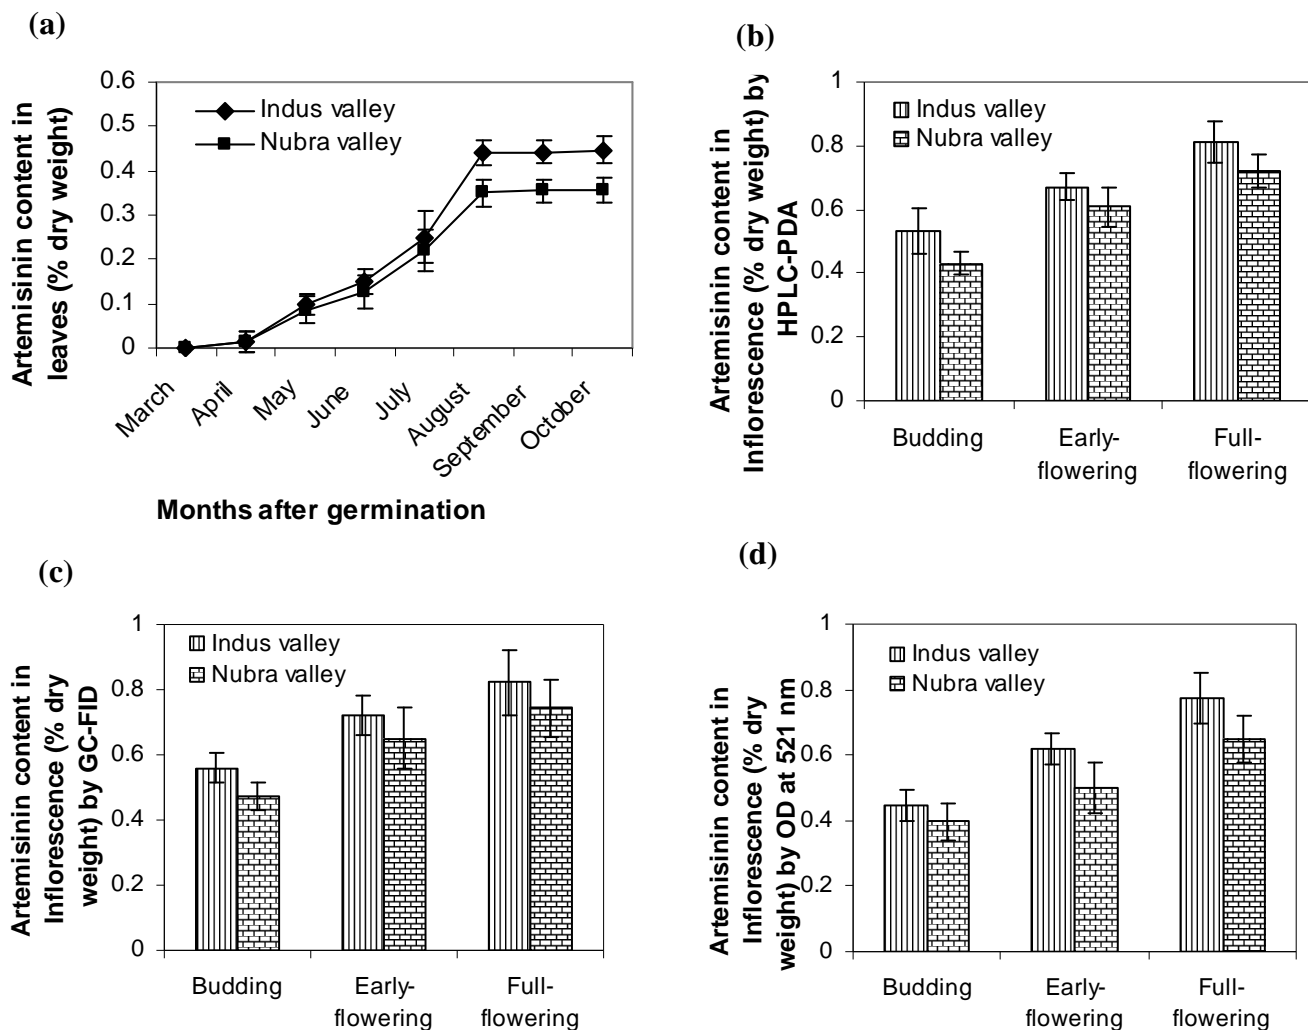 (a)
Artemisinin content in
leaves (% dry weight)
0.6
0.5
0.4
0.3
0.2
0.1
0
Indus valley
Nubra valley
March
April
May
June
July
August
September
October
Months after germination
(b)
Artemisinin content in
Inflorescence (% dry weight) by
HPLC-PDA
1
0.8
0.6
0.4
0.2
0
Indus valley
Nubra valley
Budding
Early-
flowering
Full-
flowering
(c)
Artemisinin content in
Inflorescence (% dry
weight) by GC-FID
1
0.8
0.6
0.4
0.2
0
Indus valley
Nubra valley
Budding
Early-
flowering
Full-
flowering
(d)
Artemisinin content in
Inflorescence (% dry
weight) by OD at 521 nm
1
0.8
0.6
0.4
0.2
0
Indus valley
Nubra valley
Budding
Early-
flowering
Full-
flowering